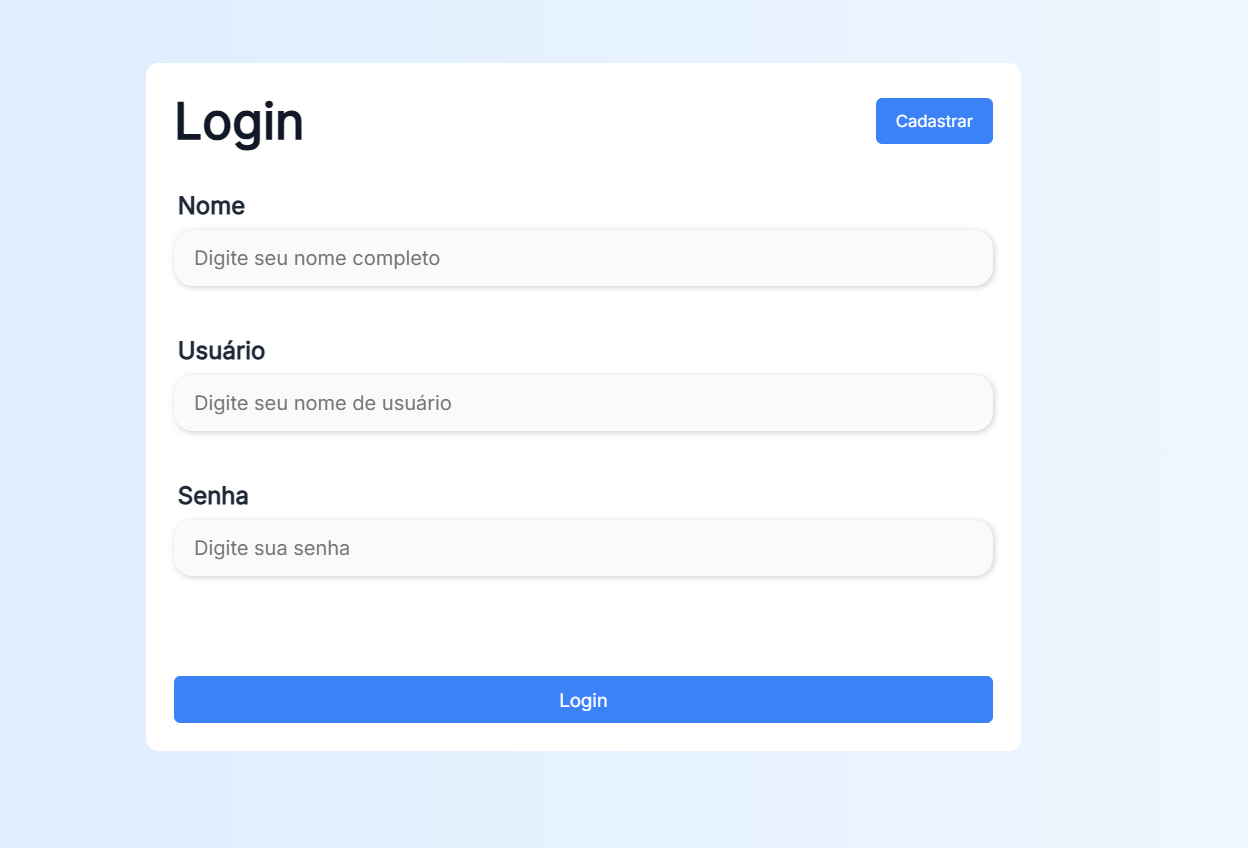 Login
Cadastrar
Nome
Digite seu nome completo
Usuário
Digite seu nome de usuário
Senha
Digite sua senha
Login